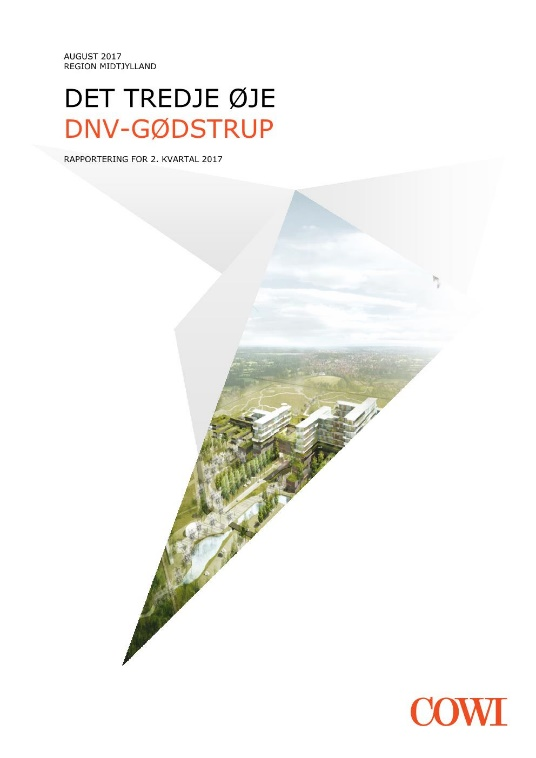 AUGUST 2017
REGION MIDTJYLLAND
DET TREDJE ØJE
DNV-GØDSTRUP
RAPPORTERING FOR 2. KVARTAL 2017
COWI